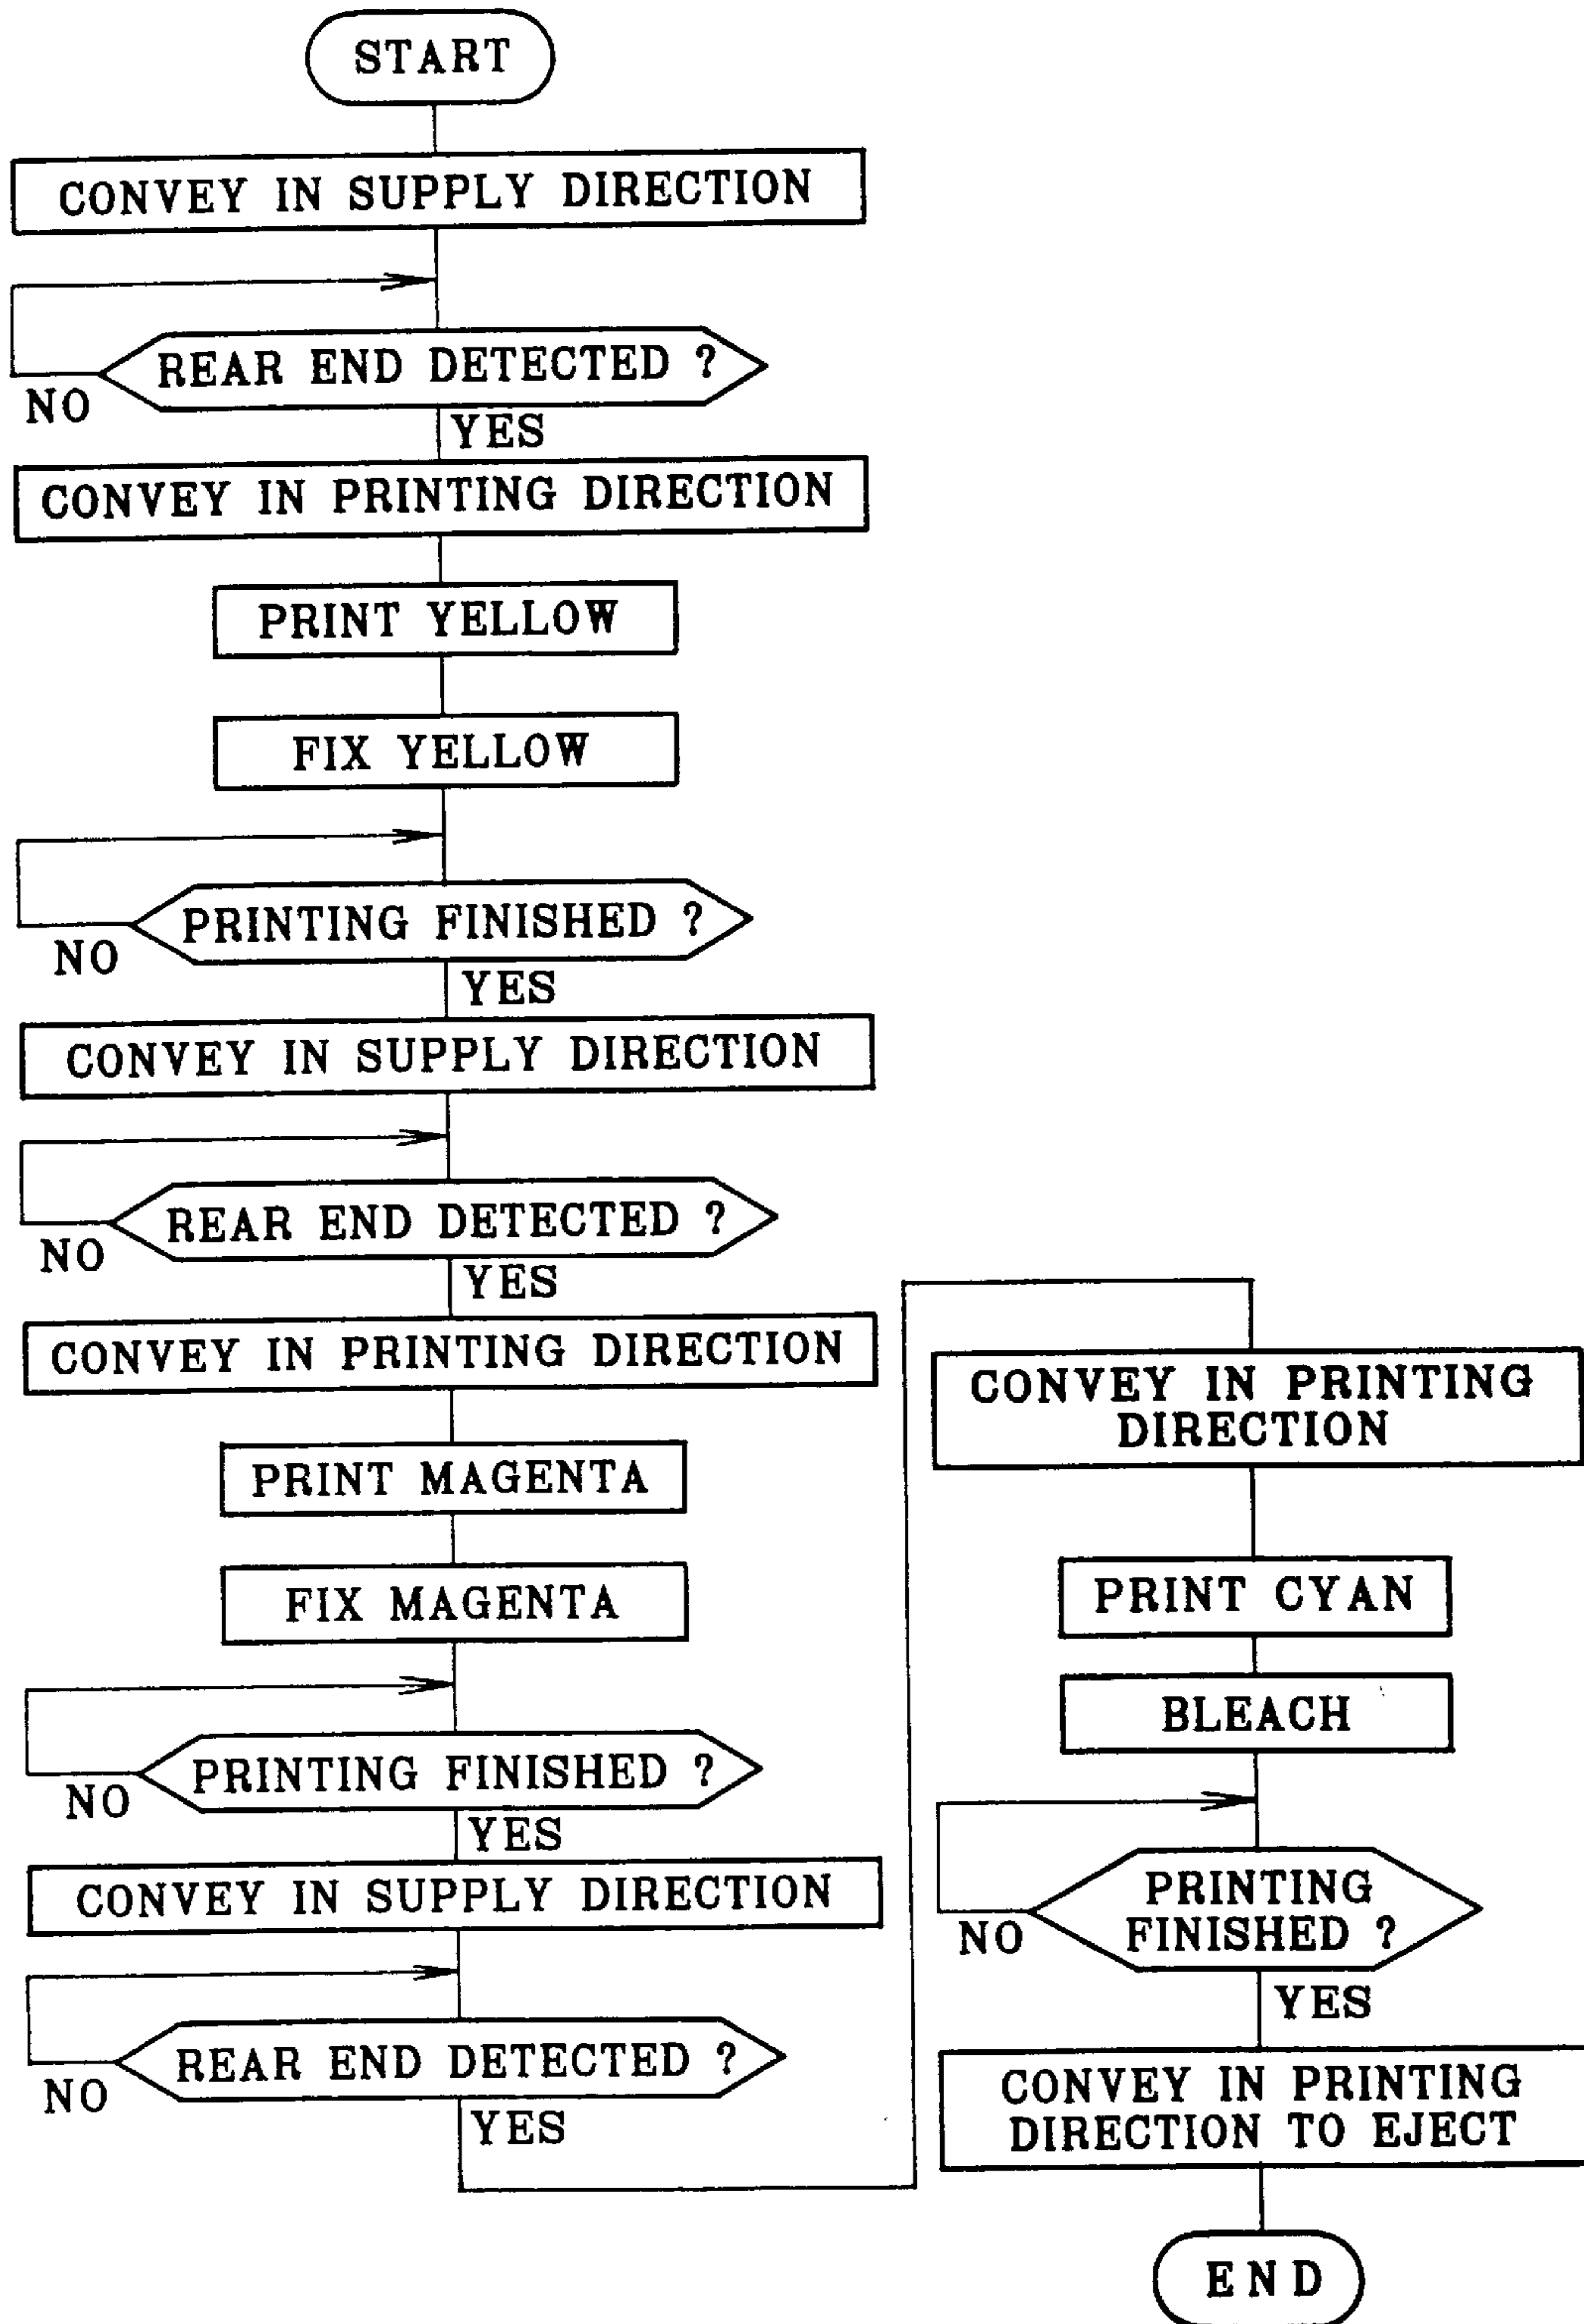 START
CONVEY IN SUPPLY DIRECTION
REAR END DETECTED ?
NO
YES
CONVEY IN PRINTING DIRECTION
PRINT YELLOW
FIX YELLOW
PRINTING FINISHED ?
NO
YES
CONVEY IN SUPPLY DIRECTION
REAR END DETECTED ?
NO
YES
CONVEY IN PRINTING DIRECTION
PRINT MAGENTA
FIX MAGENTA
PRINTING FINISHED ?
NO
YES
CONVEY IN SUPPLY DIRECTION
REAR END DETECTED ?
NO
YES
CONVEY IN PRINTING
DIRECTION
PRINT CYAN
BLEACH
PRINTING
FINISHED ?
NO
YES
CONVEY IN PRINTING
DIRECTION TO EJECT
END